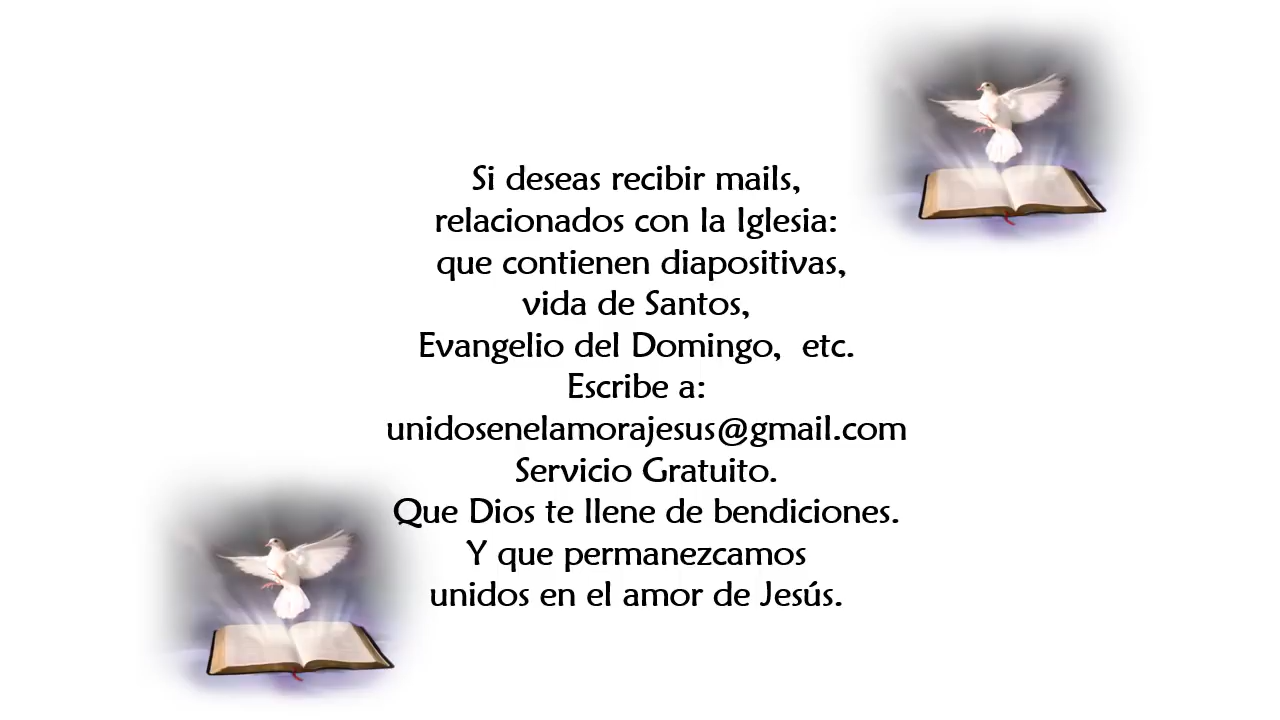 Si deseas recibir mails,
relacionados con la Iglesia:
que contienen diapositivas,
vida de Santos,
Evangelio del Domingo,  etc.
Escribe a:
unidosenelamorajesus@gmail.com
Servicio Gratuito.
Que Dios te llene de bendiciones.
Y que permanezcamos
unidos en el amor de Jesús.